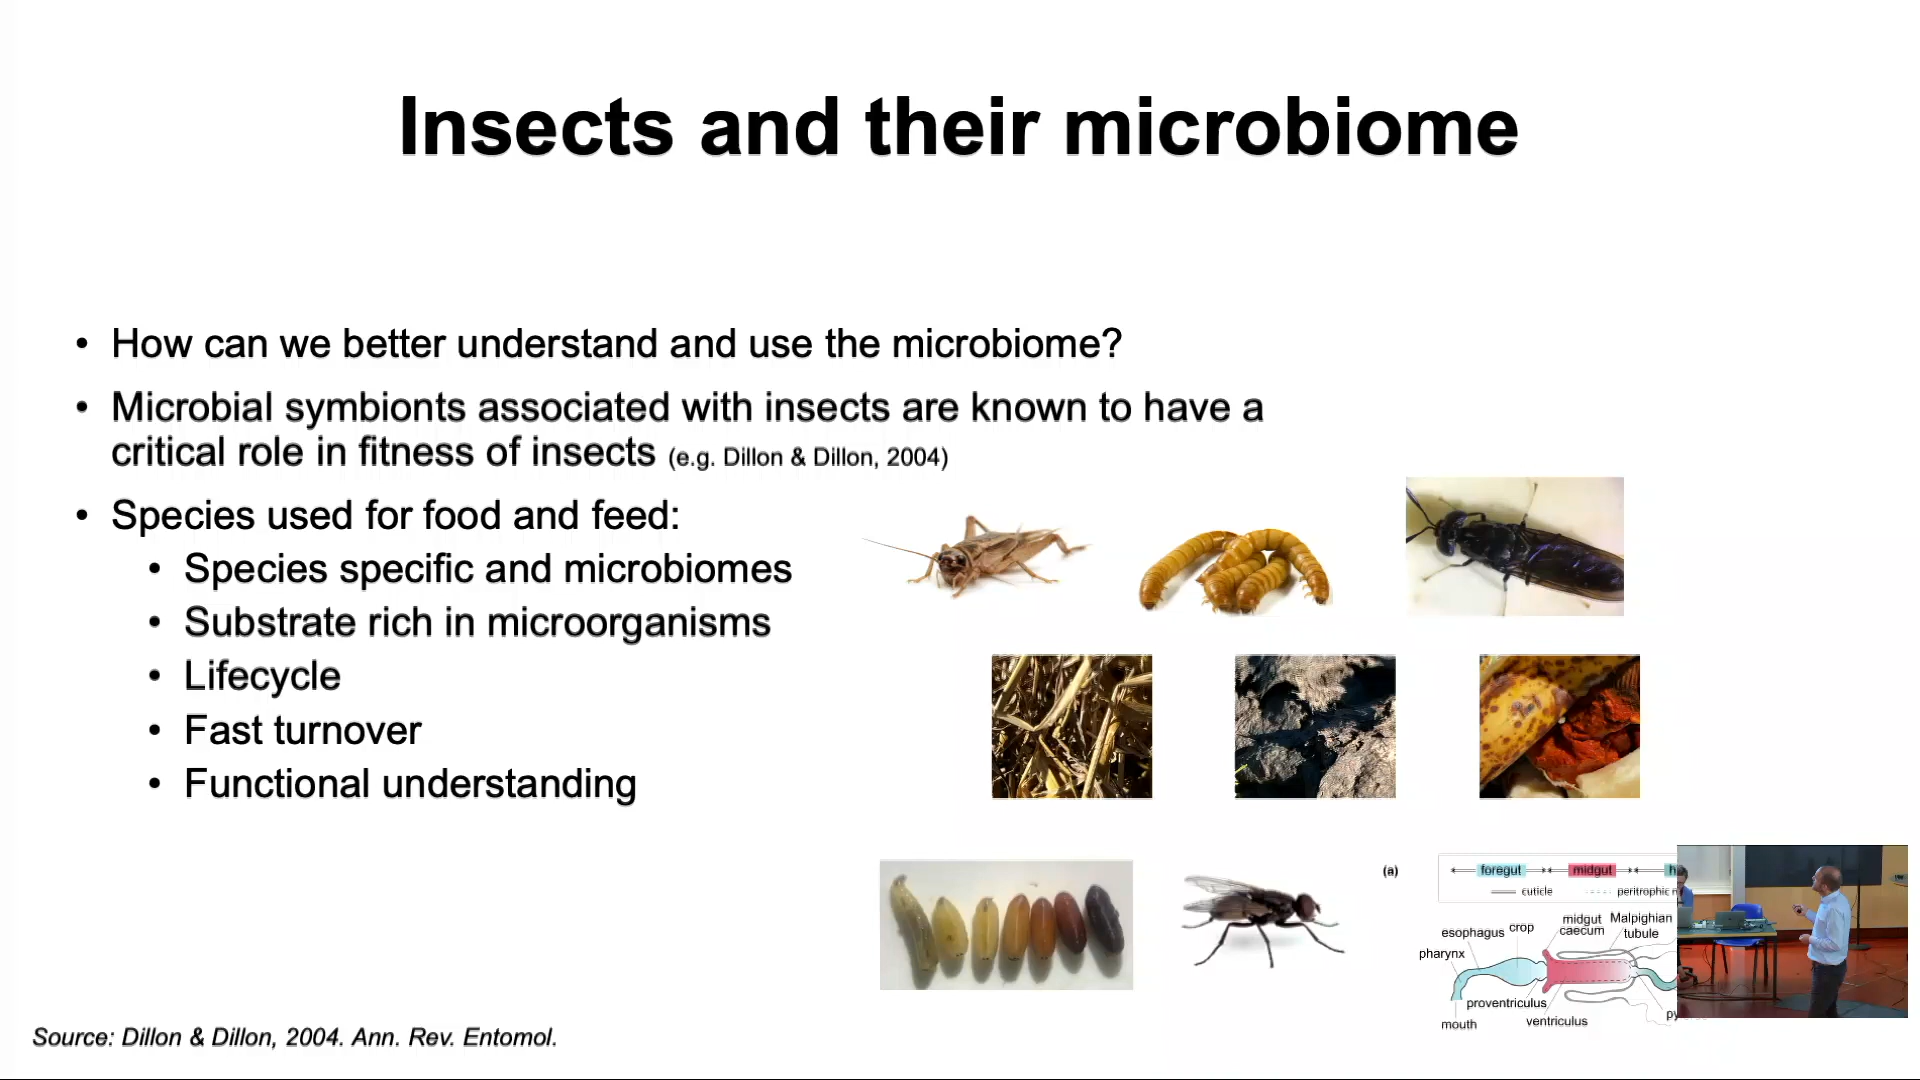 Insects and their microbiome
• How can we better understand and use the microbiome?
• Microbial symbionts associated with insects are known to have a
critical role in fitness of insects (e.g. Dillon & Dillon, 2004)
• Species used for food and feed:
• Species specific and microbiomes
• Substrate rich in microorganisms
• Lifecycle
• Fast turnover
• Functional understanding
(a)
foregut
midgut
cuticle
peritrophic
midgut
caecum
Malpighian
tubule
esophagus
crop
pharynx
proventriculus
ventriculus
mouth
Source: Dillon & Dillon, 2004. Ann. Rev. Entomol.